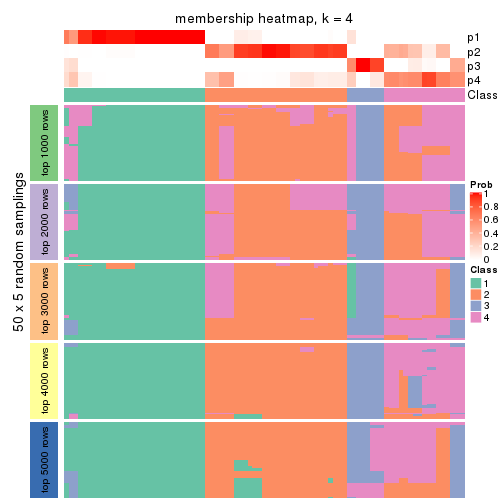 membership heatmap, k = 4
p1
p2
p3
p4
Class
50 x 5 random samplings
top 1000 rows
top 2000 rows
top 3000 rows
top 4000 rows
top 5000 rows
Prob
1
0.8
0.6
0.4
0.2
0
Class
1
2
3
4